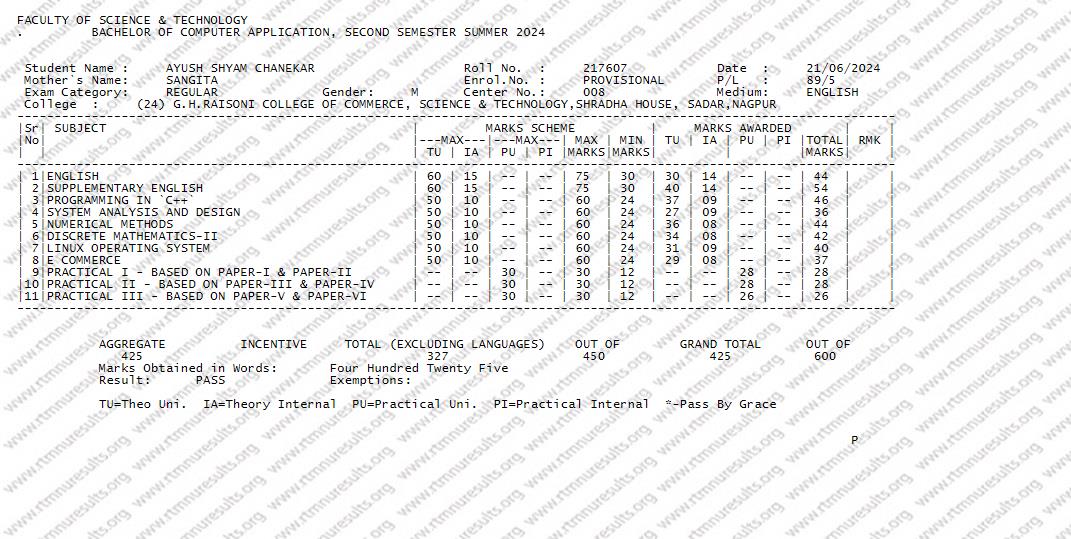 FACULTY OF SCIENCE & TECHNOLOGY
. BACHELOR OF COMPUTER APPLICATION, SECOND SEMESTER SUMMER 2024
Student Name : AYUSH SHYAM CHANEKAR Roll No. : 217607 Date : 21/06/2024
Mother`s Name: SANGITA Enrol.No. : PROVISIONAL P/L : 89/5
Exam Category: REGULAR Gender: M Center No.: 008 Medium: ENGLISH
College : (24) G.H.RAISONI COLLEGE OF COMMERCE, SCIENCE & TECHNOLOGY,SHRADHA HOUSE, SADAR,NAGPUR
|Sr| SUBJECT | MARKS SCHEME | MARKS AWARDED | |
|No| |---MAX---|---MAX---| MAX | MIN | TU | IA | PU | PI |TOTAL| RMK |
| | | TU | IA | PU | PI |MARKS|MARKS| | | | |MARKS| |
| 1|ENGLISH | 60 | 15 | -- | -- | 75 | 30 | 30 | 14 | -- | -- | 44 | |
| 2|SUPPLEMENTARY ENGLISH | 60 | 15 | -- | -- | 75 | 30 | 40 | 14 | -- | -- | 54 | |
| 3|PROGRAMMING IN `C++` | 50 | 10 | -- | -- | 60 | 24 | 37 | 09 | -- | -- | 46 | |
| 4|SYSTEM ANALYSIS AND DESIGN | 50 | 10 | -- | -- | 60 | 24 | 27 | 09 | -- | -- | 36 | |
| 5|NUMERICAL METHODS | 50 | 10 | -- | -- | 60 | 24 | 36 | 08 | -- | -- | 44 | |
| 6|DISCRETE MATHEMATICS-II | 50 | 10 | -- | -- | 60 | 24 | 34 | 08 | -- | -- | 42 | |
| 7|LINUX OPERATING SYSTEM | 50 | 10 | -- | -- | 60 | 24 | 31 | 09 | -- | -- | 40 | |
| 8|E COMMERCE | 50 | 10 | -- | -- | 60 | 24 | 29 | 08 | -- | -- | 37 | |
| 9|PRACTICAL I - BASED ON PAPER-I & PAPER-II | -- | -- | 30 | -- | 30 | 12 | -- | -- | 28 | -- | 28 | |
|10|PRACTICAL II - BASED ON PAPER-III & PAPER-IV | -- | -- | 30 | -- | 30 | 12 | -- | -- | 28 | -- | 28 | |
|11|PRACTICAL III - BASED ON PAPER-V & PAPER-VI | -- | -- | 30 | -- | 30 | 12 | -- | -- | 26 | -- | 26 | |
AGGREGATE INCENTIVE TOTAL (EXCLUDING LANGUAGES) OUT OF GRAND TOTAL OUT OF
425 327 450 425 600
Marks Obtained in Words: Four Hundred Twenty Five
Result: PASS Exemptions:
TU=Theo Uni. IA=Theory Internal PU=Practical Uni. PI=Practical Internal *-Pass By Grace
P
www.rtmnuresults.org